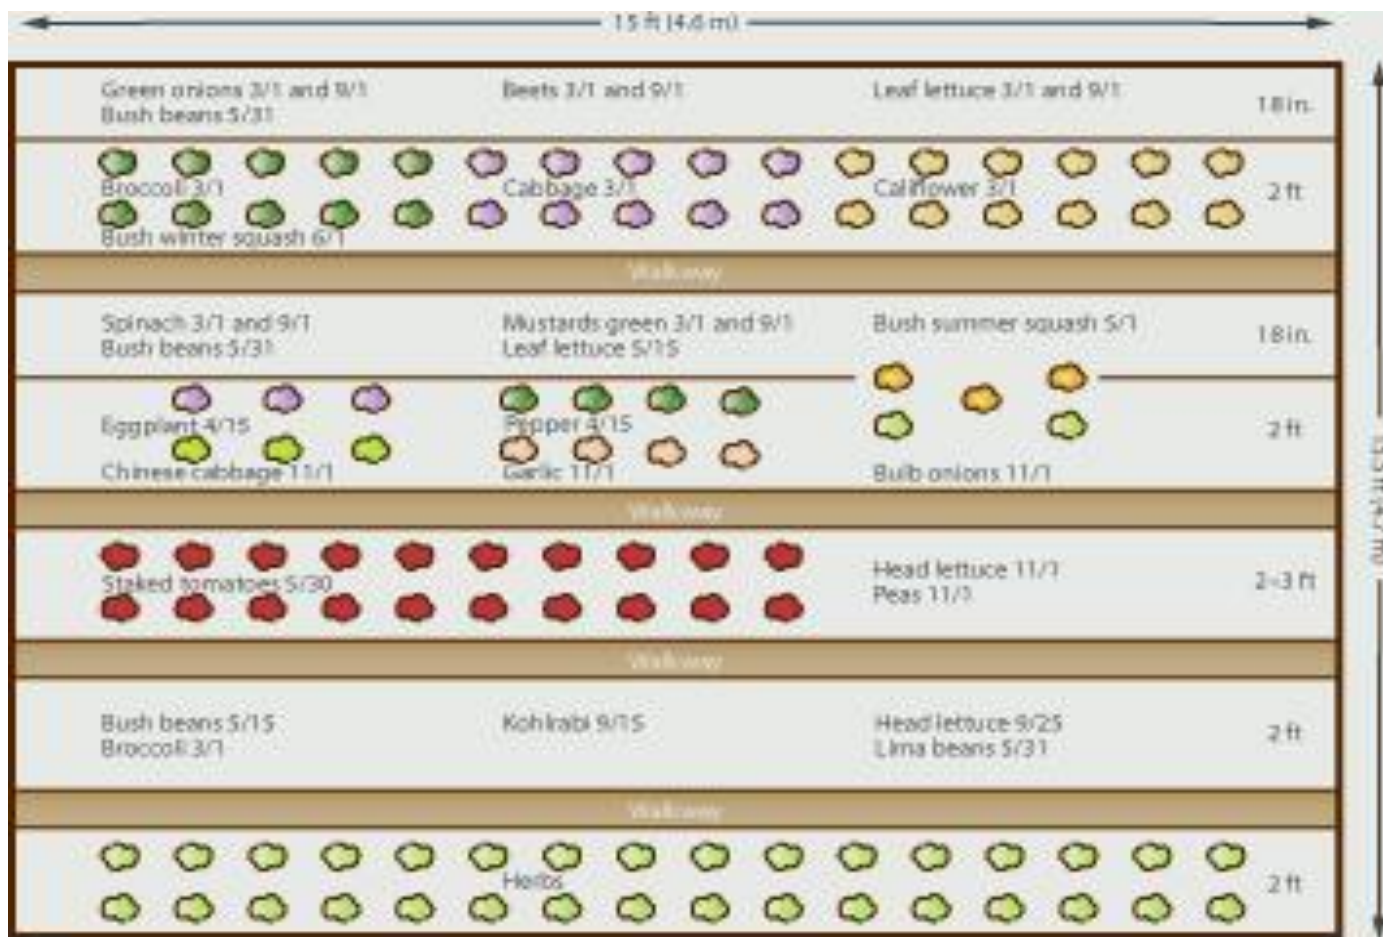 15 ft (4.6 m)
Green onions 3/1 and 9/1
Bush beans 5/31
Beets 3/1 and 9/1
Leaf lettuce 3/1 and 9/1
18 in.
Broccoli 3/1
Bush winter squash 6/1
Cabbage 3/1
Califlower 3/1
2 ft
Walkway
Spinach 3/1 and 9/1
Bush beans 5/31
Mustards green 3/1 and 9/1
Leaf lettuce 5/15
Bush summer squash 5/1
18 in.
Eggplant 4/15
Chinese cabbage 11/1
Pepper 4/15
Garlic 11/1
Bulb onions 11/1
2 ft
Walkway
Staked tomatoes 5/30
Head lettuce 11/1
Peas 11/1
2-3 ft
Walkway
Bush beans 5/15
Broccoli 3/1
Kohlrabi 9/15
Head lettuce 9/25
Lima beans 5/31
2 ft
Walkway
Herbs
2 ft